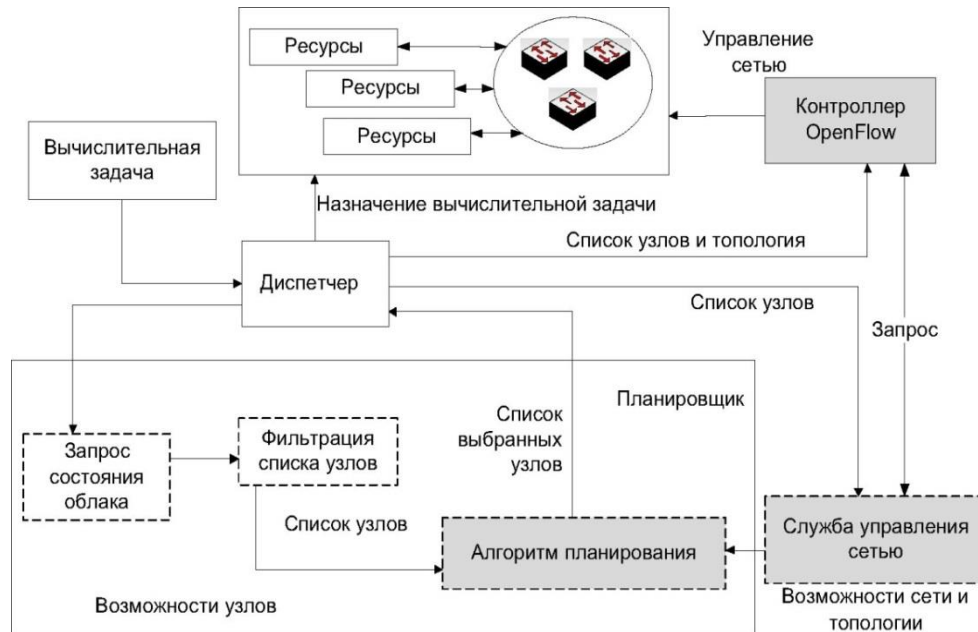 Ресурсы
Ресурсы
Ресурсы
Управление
сетью
Контроллер
OpenFlow
Вычислительная
задача
Назначение вычислительной задачи
Список узлов и топология
Диспетчер
Список узлов
Запрос
Планировщик
Список
выбранных
узлов
Запрос
состояния
облака
Фильтрация
списка узлов
Список узлов
Алгоритм планирования
Служба управления
сетью
Возможности узлов
Возможности сети и
топологии